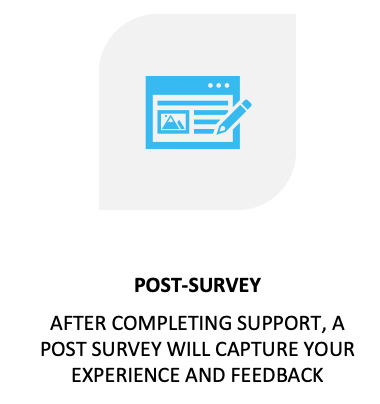 POST-SURVEY
AFTER COMPLETING SUPPORT, A
POST SURVEY WILL CAPTURE YOUR
EXPERIENCE AND FEEDBACK